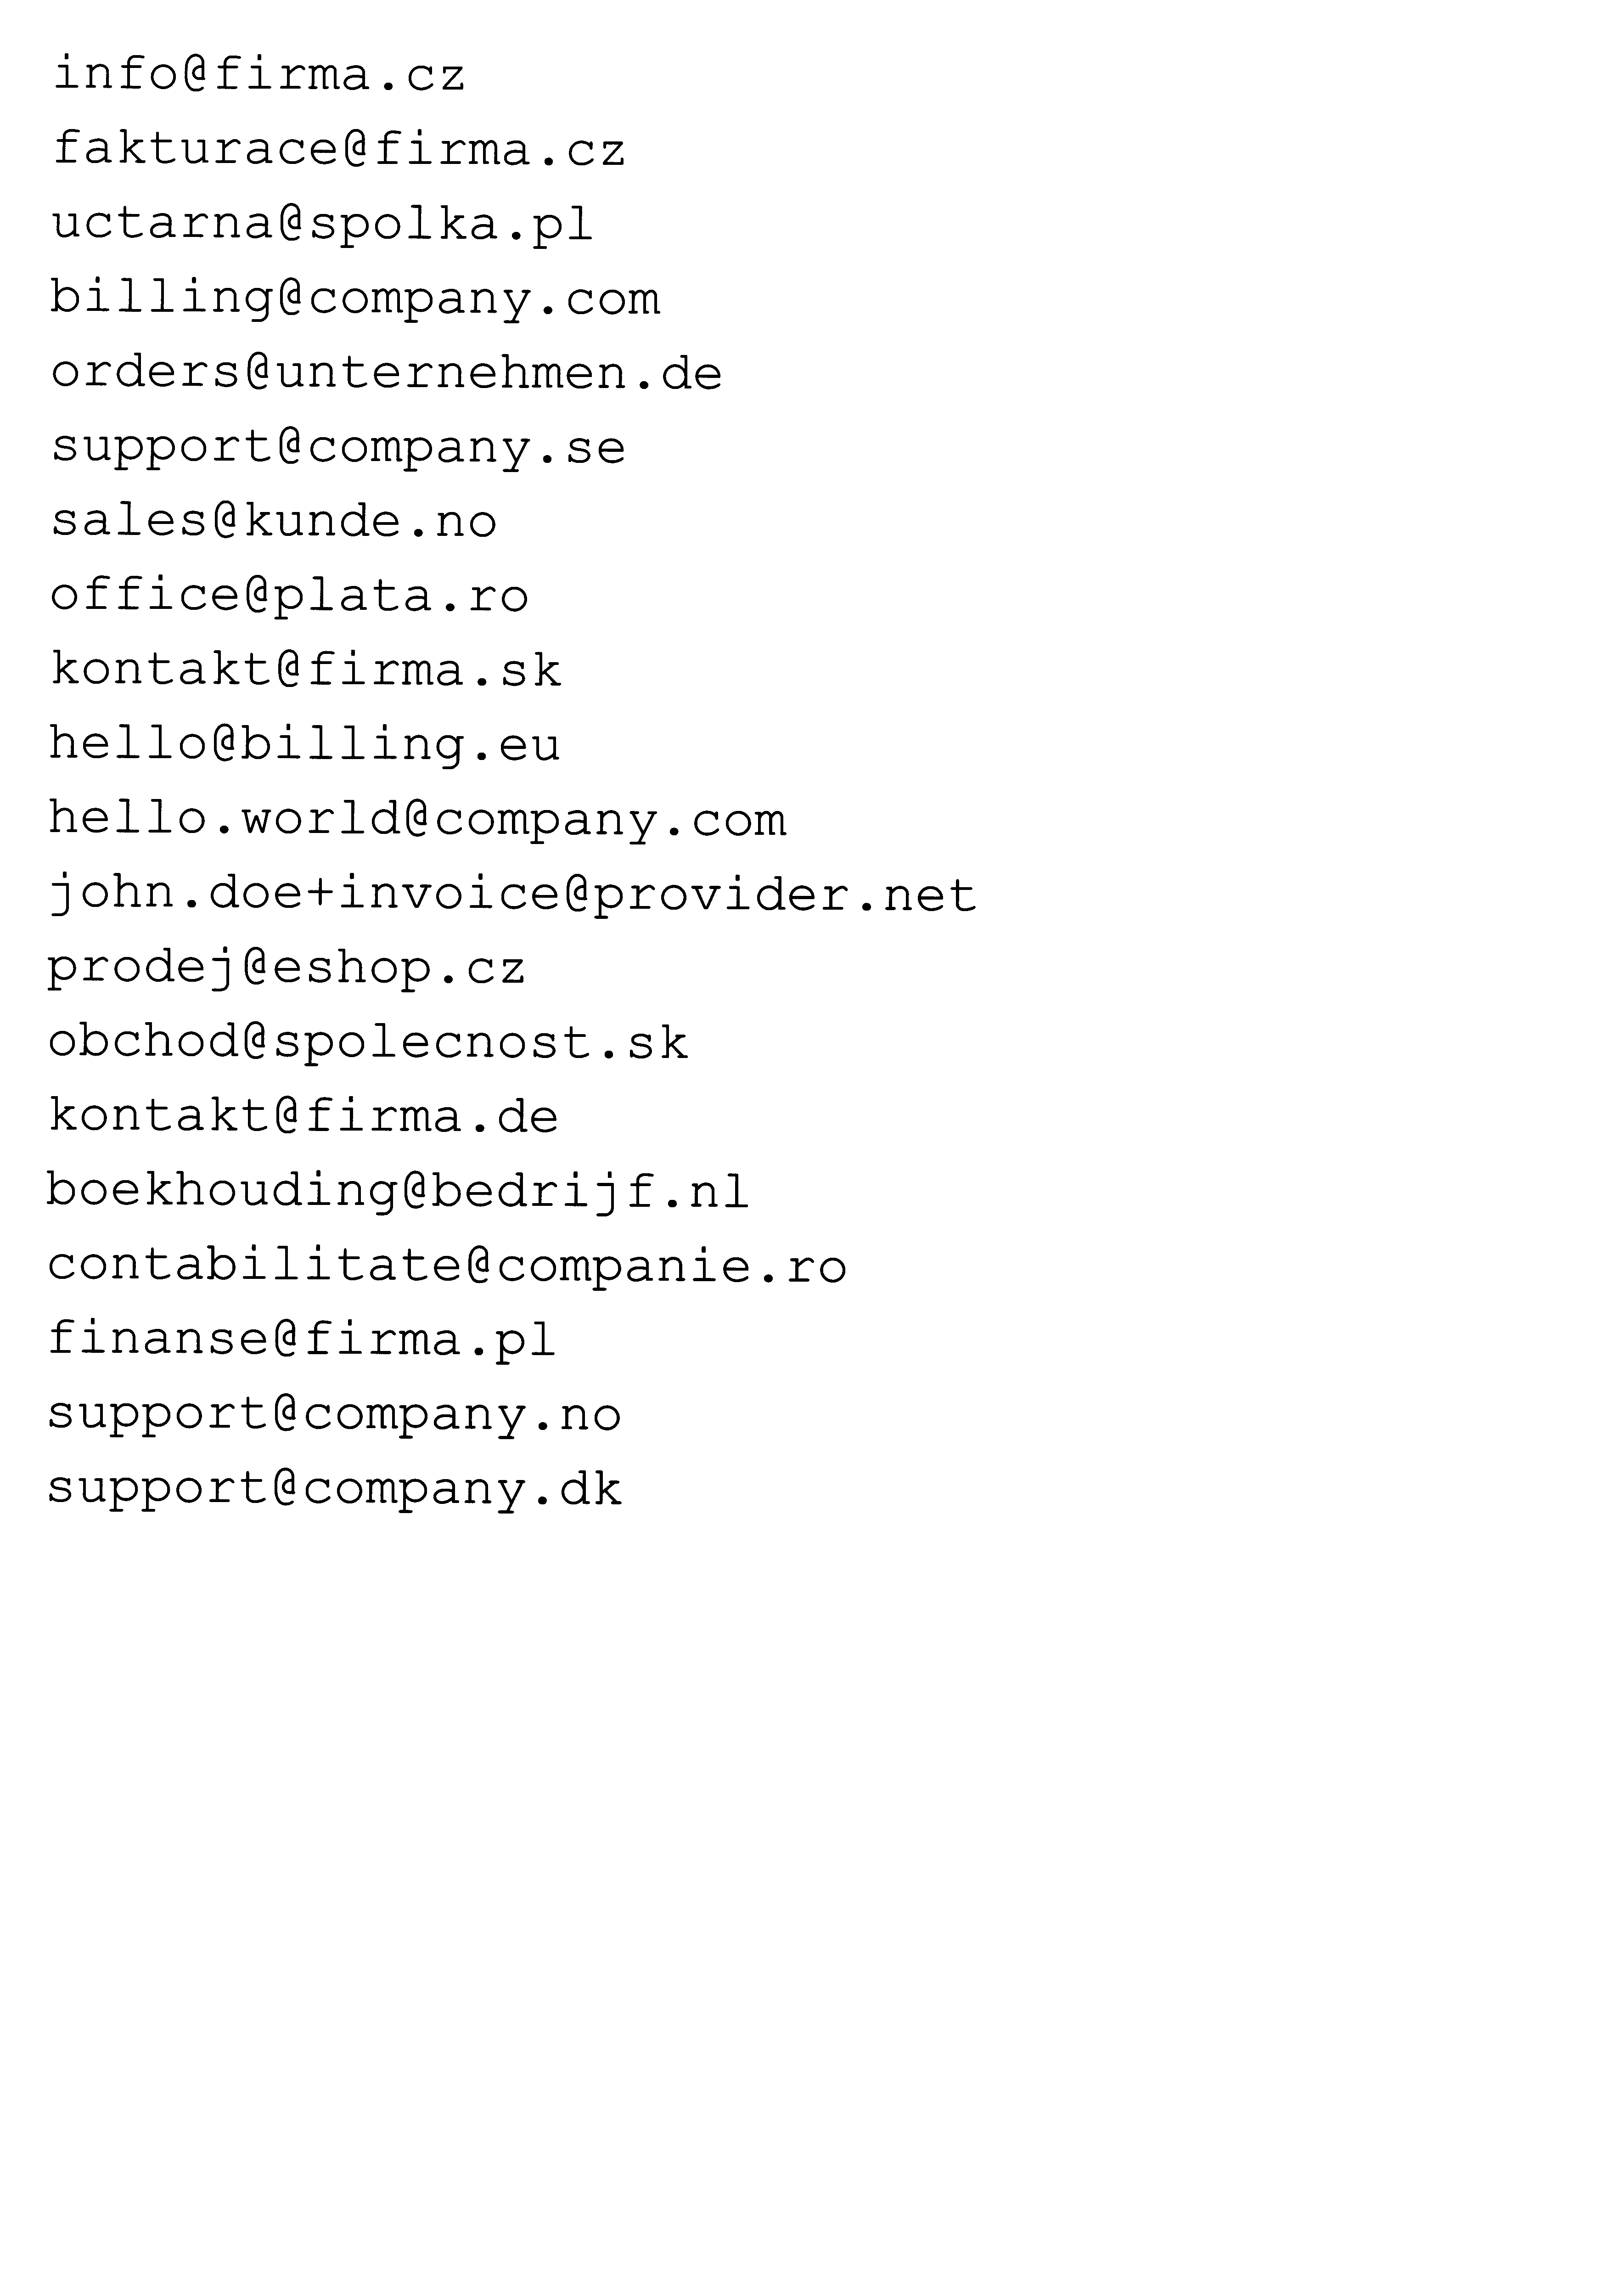 info@firma.cz
fakturace@firma.cz
uctarna@spolka.pl
billing@company.com
orders@unternehmen.de
support@company.se
sales@kunde.no
office@plata.ro
kontakt@firma.sk
hello@billing.eu
hello.world@company.com
john.doe+invoice@provider.net
prodej@eshop.cz
obchod@spolecnost.sk
kontakt@firma.de
boekhouding@bedrijf.nl
contabilitate@companie.ro
finanse@firma.pl
support@company.no
support@company.dk